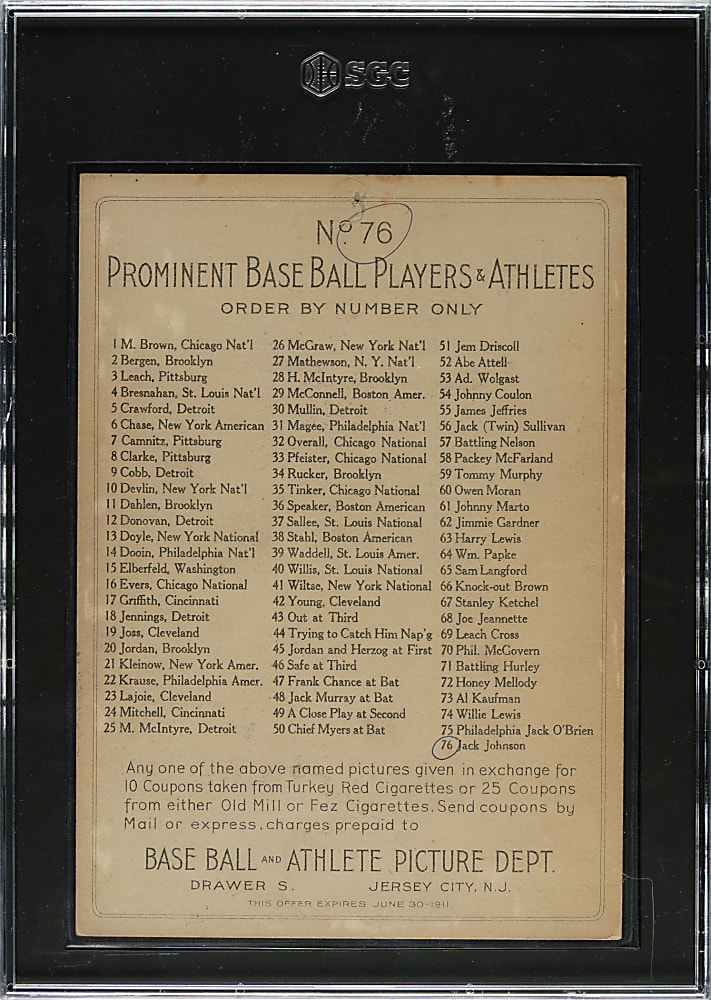 SGC
No. 76
PROMINENT BASE BALL PLAYERS & ATHLETES
ORDER BY NUMBER ONLY
1 M. Brown, Chicago Nat'l
2 Bergen, Brooklyn
3 Leach, Pittsburg
4 Bresnahan, St. Louis Nat'l
5 Crawford, Detroit
6 Chase, New York American
7 Camnitz, Pittsburg
8 Clarke, Pittsburg
9 Cobb, Detroit
10 Devlin, New York Nat'l
11 Dahlen, Brooklyn
12 Donovan, Detroit
13 Doyle, New York National
14 Dooin, Philadelphia Nat'l
15 Elberfeld, Washington
16 Evers, Chicago National
17 Griffith, Cincinnati
18 Jennings, Detroit
19 Joss, Cleveland
20 Jordan, Brooklyn
21 Kleinow, New York Amer.
22 Krause, Philadelphia Amer.
23 Lajoie, Cleveland
24 Mitchell, Cincinnati
25 M. McIntyre, Detroit
26 McGraw, New York Nat'l
27 Mathewson, N. Y. Nat'l
28 H. McIntyre, Brooklyn
29 McConnell, Boston Amer.
30 Mullin, Detroit
31 Magee, Philadelphia Nat'l
32 Overall, Chicago National
33 Pfeister, Chicago National
34 Rucker, Brooklyn
35 Tinker, Chicago National
36 Speaker, Boston American
37 Sallee, St. Louis National
38 Stahl, Boston American
39 Waddell, St. Louis Amer.
40 Willis, St. Louis National
41 Wiltse, New York National
42 Young, Cleveland
43 Out at Third
44 Trying to Catch Him Nap'g
45 Jordan and Herzog at First
46 Safe at Third
47 Frank Chance at Bat
48 Jack Murray at Bat
49 A Close Play at Second
50 Chief Myers at Bat
51 Jem Driscoll
52 Abe Attell
53 Ad. Wolgast
54 Johnny Coulon
55 James Jeffries
56 Jack (Twin) Sullivan
57 Battling Nelson
58 Packey McFarland
59 Tommy Murphy
60 Owen Moran
61 Johnny Marto
62 Jimmie Gardner
63 Harry Lewis
64 Wm. Papke
65 Sam Langford
66 Knock-out Brown
67 Stanley Ketchel
68 Joe Jeannette
69 Leach Cross
70 Phil. McGovern
71 Battling Hurley
72 Honey Mellody
73 Al Kaufman
74 Willie Lewis
75 Philadelphia Jack O'Brien
76 Jack Johnson
Any one of the above named pictures given in exchange for
10 Coupons taken from Turkey Red Cigarettes or 25 Coupons
from either Old Mill or Fez Cigarettes. Send coupons by
Mail or express, charges prepaid to
BASE BALL AND ATHLETE PICTURE DEPT.
DRAWER S. JERSEY CITY, N.J.
THIS OFFER EXPIRES JUNE 30-1911.